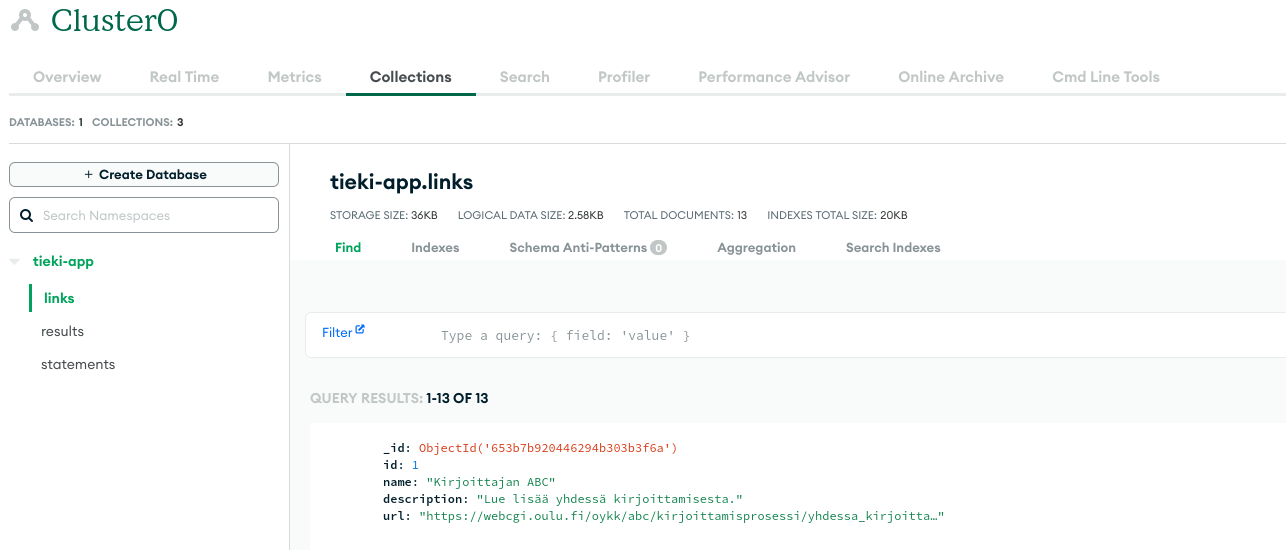 Cluster0
Overview Real Time Metrics Collections Search Profiler Performance Advisor Online Archive Cmd Line Tools
DATABASES: 1 COLLECTIONS: 3
+ Create Database
Search Namespaces
tieki-app
links
results
statements
tieki-app.links
STORAGE SIZE: 36KB LOGICAL DATA SIZE: 2.58KB TOTAL DOCUMENTS: 13 INDEXES TOTAL SIZE: 20KB
Find Indexes Schema Anti-Patterns 0 Aggregation Search Indexes
Filter Type a query: { field: 'value' }
QUERY RESULTS: 1-13 OF 13
_id: ObjectId('653b7b920446294b303b3f6a')
id: 1
name: "Kirjoittajan ABC"
description: "Lue lisää yhdessä kirjoittamisesta."
url: "https://webcgi.oulu.fi/oykk/abc/kirjoittamisprosessi/yhdessa_kirjoitta…"